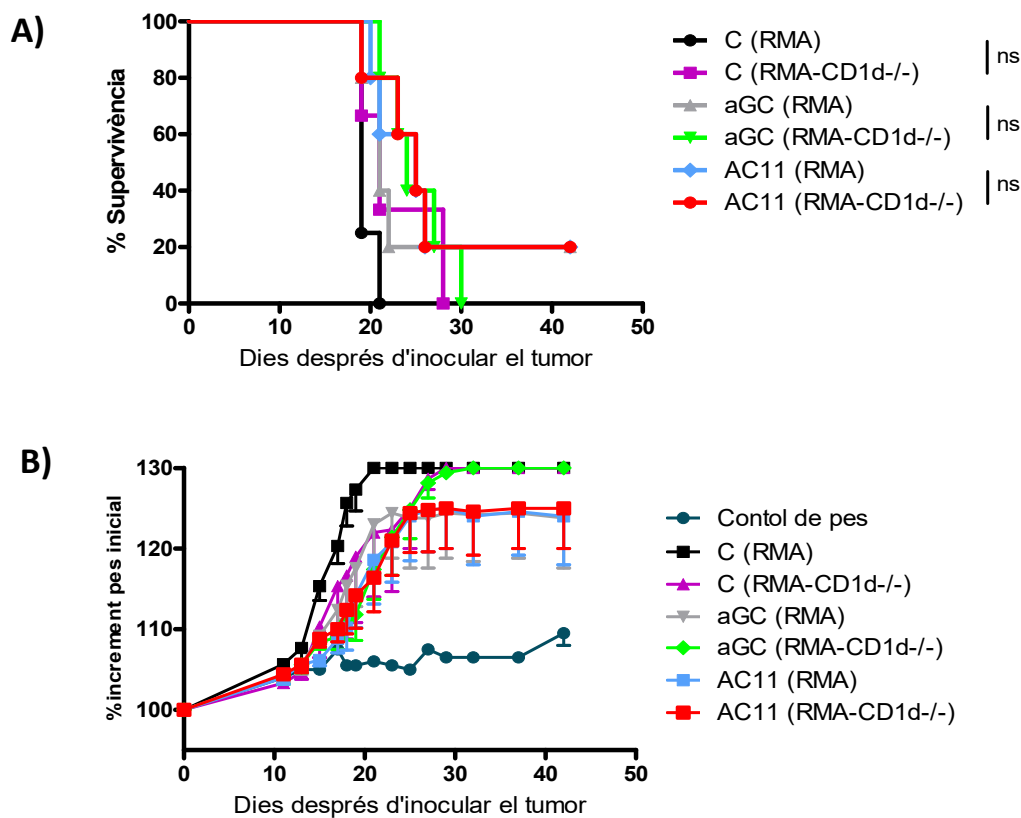 A)
% Supervivència
100
80
60
40
20
0
0 10 20 30 40 50
Dies després d'inocular el tumor
C (RMA)
C (RMA-CD1d-/-)
ns
aGC (RMA)
aGC (RMA-CD1d-/-)
ns
AC11 (RMA)
AC11 (RMA-CD1d-/-)
ns
B)
%increment pes inicial
130
120
110
100
0 10 20 30 40 50
Dies després d'inocular el tumor
Contol de pes
C (RMA)
C (RMA-CD1d-/-)
aGC (RMA)
aGC (RMA-CD1d-/-)
AC11 (RMA)
AC11 (RMA-CD1d-/-)